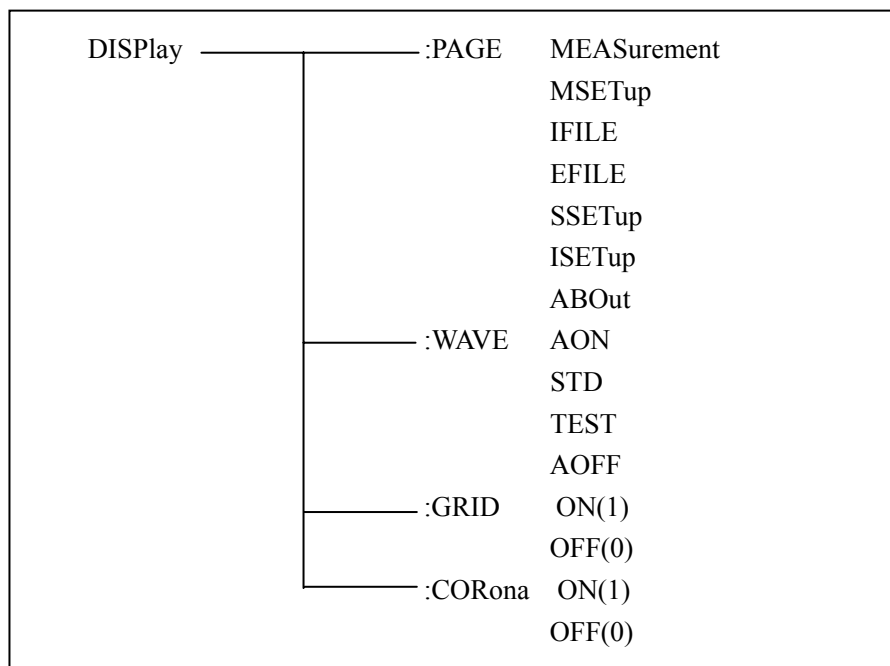 DISPlay :PAGE MEASurement
MSETup
IFILE
EFILE
SSETup
ISETup
ABOut
:WAVE AON
STD
TEST
AOFF
:GRID ON(1)
OFF(0)
:CORona ON(1)
OFF(0)